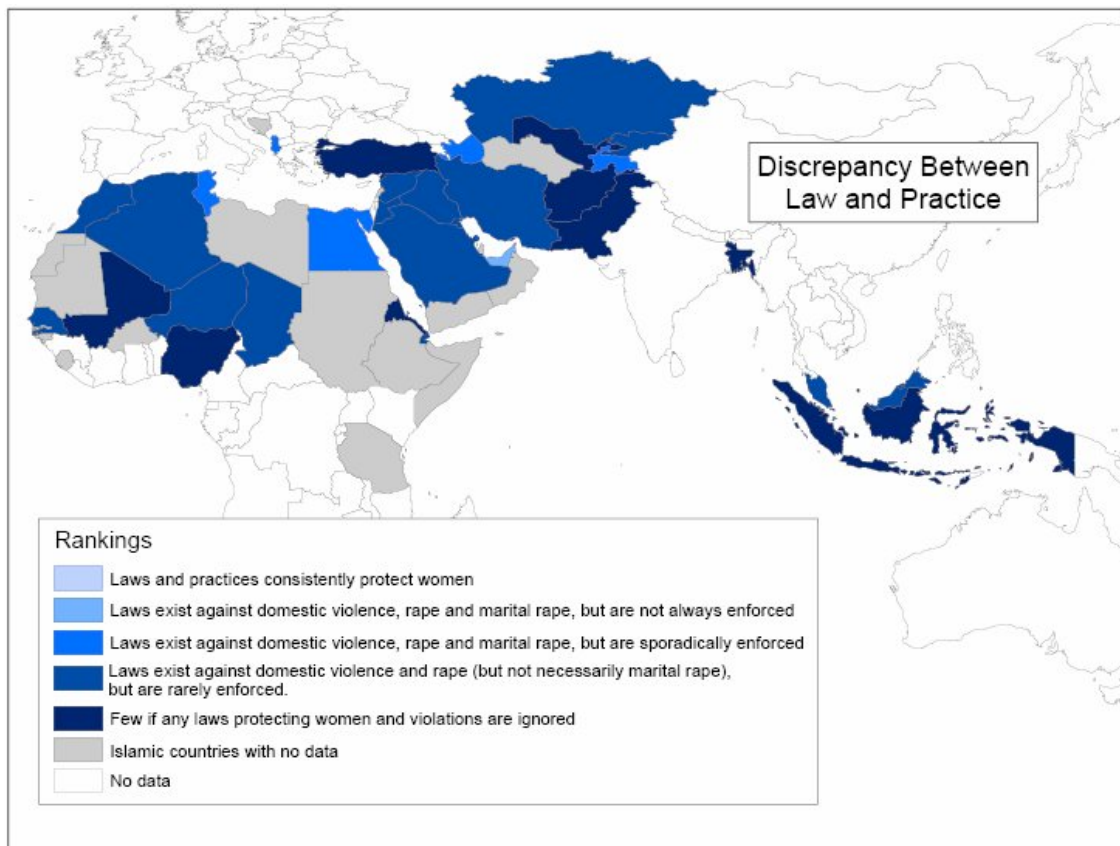 Discrepancy Between
Law and Practice
Rankings
Laws and practices consistently protect women
Laws exist against domestic violence, rape and marital rape, but are not always enforced
Laws exist against domestic violence, rape and marital rape, but are sporadically enforced
Laws exist against domestic violence and rape (but not necessarily marital rape),
but are rarely enforced.
Few if any laws protecting women and violations are ignored
Islamic countries with no data
No data